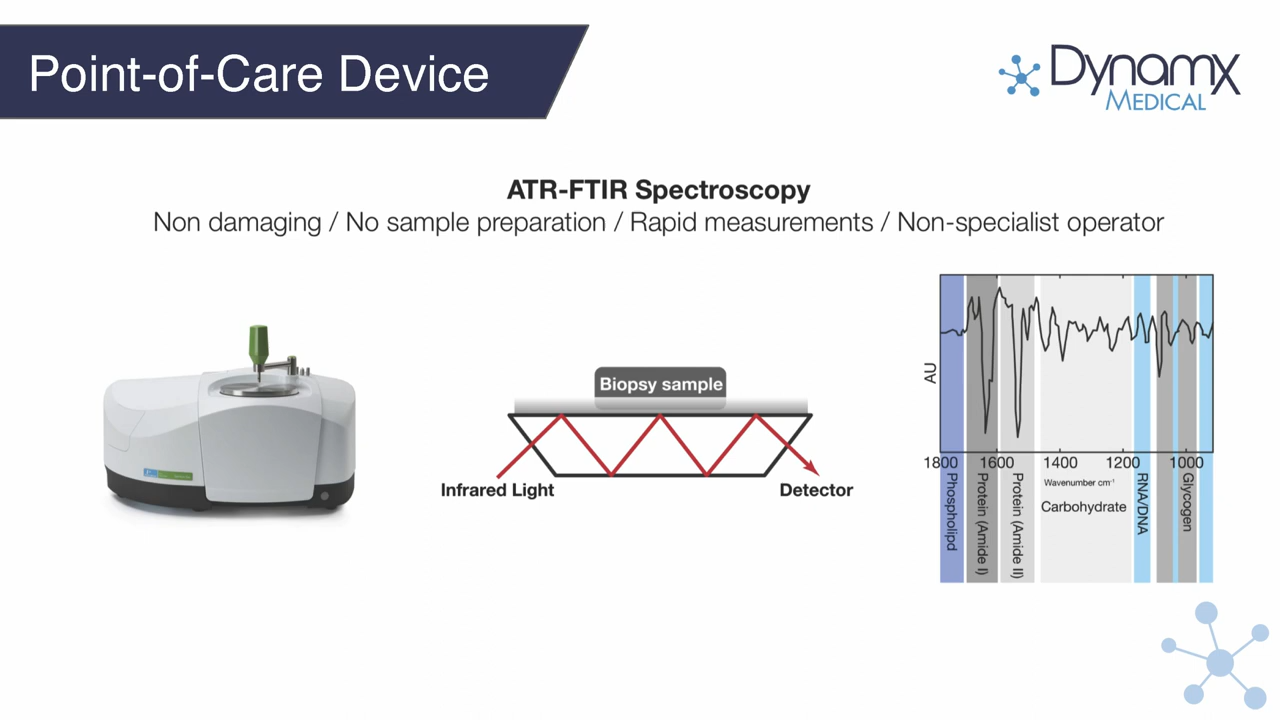 Point-of-Care Device
Dynamx
MEDICAL
ATR-FTIR Spectroscopy
Non damaging / No sample preparation / Rapid measurements / Non-specialist operator
Biopsy sample
Infrared Light
Detector
AU
1800 1600 1400 1200 1000
Wavenumber cm⁻¹
Phospholipd
Protein (Amide I)
Protein (Amide II)
Carbohydrate
RNA/DNA
Glycogen